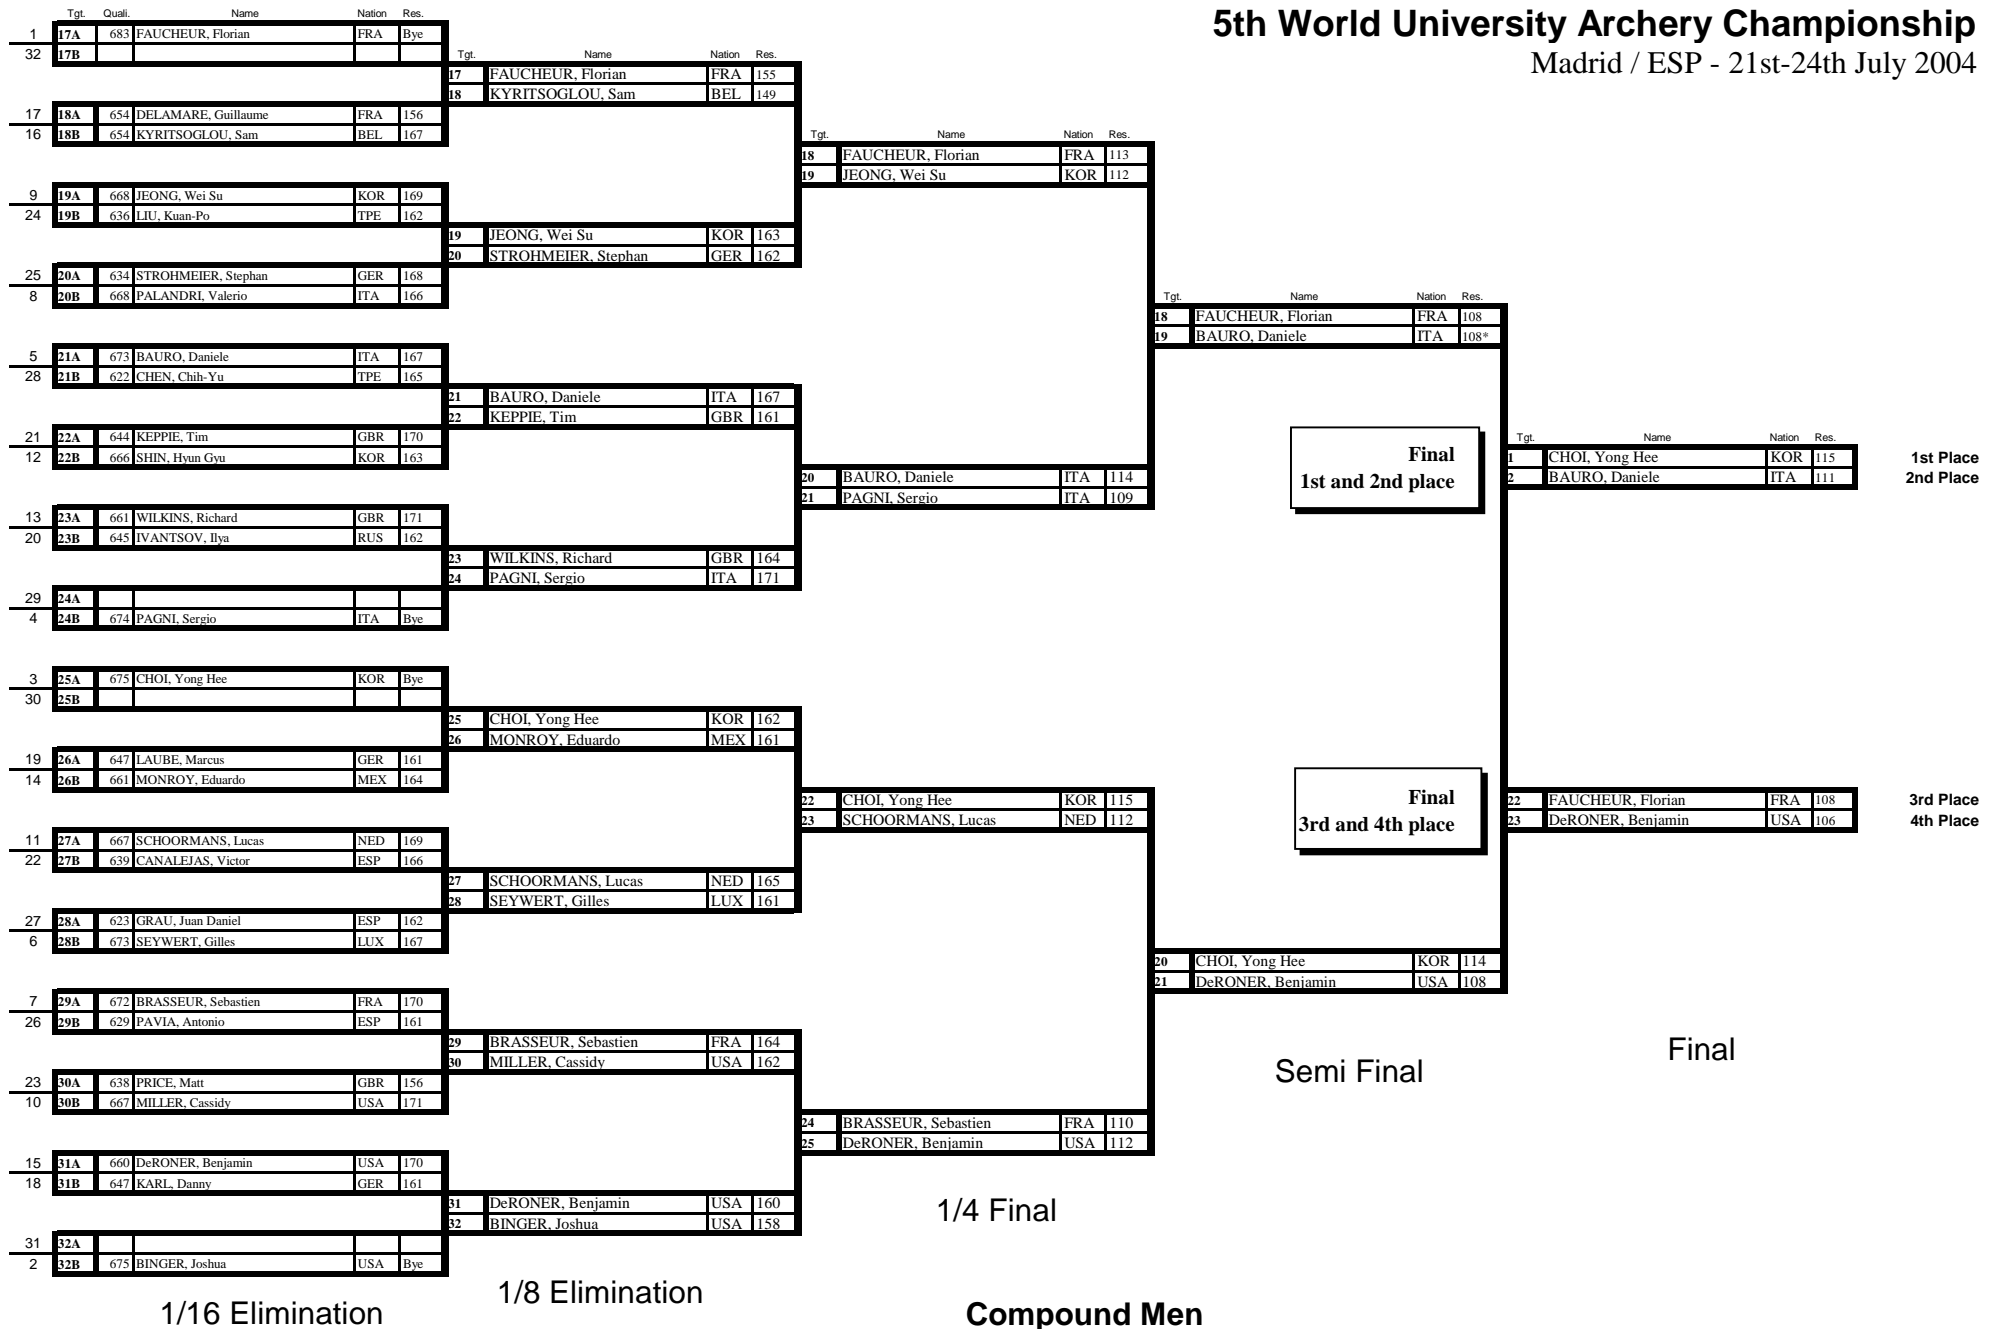 5th World University Archery Championship
Madrid / ESP - 21st-24th July 2004
Tgt. Quali. Name Nation Res.
1 17A 683 FAUCHEUR, Florian FRA Bye
32 17B
17 18A 654 DELAMARE, Guillaume FRA 156
16 18B 654 KYRITSOGLOU, Sam BEL 167
9 19A 668 JEONG, Wei Su KOR 169
24 19B 636 LIU, Kuan-Po TPE 162
25 20A 634 STROHMEIER, Stephan GER 168
8 20B 668 PALANDRI, Valerio ITA 166
5 21A 673 BAURO, Daniele ITA 167
28 21B 622 CHEN, Chih-Yu TPE 165
21 22A 644 KEPPIE, Tim GBR 170
12 22B 666 SHIN, Hyun Gyu KOR 163
13 23A 661 WILKINS, Richard GBR 171
20 23B 645 IVANTSOV, Ilya RUS 162
29 24A
4 24B 674 PAGNI, Sergio ITA Bye
3 25A 675 CHOI, Yong Hee KOR Bye
30 25B
19 26A 647 LAUBE, Marcus GER 161
14 26B 661 MONROY, Eduardo MEX 164
11 27A 667 SCHOORMANS, Lucas NED 169
22 27B 639 CANALEJAS, Victor ESP 166
27 28A 623 GRAU, Juan Daniel ESP 162
6 28B 673 SEYWERT, Gilles LUX 167
7 29A 672 BRASSEUR, Sebastien FRA 170
26 29B 629 PAVIA, Antonio ESP 161
23 30A 638 PRICE, Matt GBR 156
10 30B 667 MILLER, Cassidy USA 171
15 31A 660 DeRONER, Benjamin USA 170
18 31B 647 KARL, Danny GER 161
31 32A
2 32B 675 BINGER, Joshua USA Bye
1/16 Elimination
Tgt. Name Nation Res.
17 FAUCHEUR, Florian FRA 155
18 KYRITSOGLOU, Sam BEL 149
19 JEONG, Wei Su KOR 163
20 STROHMEIER, Stephan GER 162
21 BAURO, Daniele ITA 167
22 KEPPIE, Tim GBR 161
23 WILKINS, Richard GBR 164
24 PAGNI, Sergio ITA 171
25 CHOI, Yong Hee KOR 162
26 MONROY, Eduardo MEX 161
27 SCHOORMANS, Lucas NED 165
28 SEYWERT, Gilles LUX 161
29 BRASSEUR, Sebastien FRA 164
30 MILLER, Cassidy USA 162
31 DeRONER, Benjamin USA 160
32 BINGER, Joshua USA 158
1/8 Elimination
Tgt. Name Nation Res.
18 FAUCHEUR, Florian FRA 113
19 JEONG, Wei Su KOR 112
20 BAURO, Daniele ITA 114
21 PAGNI, Sergio ITA 109
22 CHOI, Yong Hee KOR 115
23 SCHOORMANS, Lucas NED 112
24 BRASSEUR, Sebastien FRA 110
25 DeRONER, Benjamin USA 112
1/4 Final
Tgt. Name Nation Res.
18 FAUCHEUR, Florian FRA 108
19 BAURO, Daniele ITA 108*
20 CHOI, Yong Hee KOR 114
21 DeRONER, Benjamin USA 108
Semi Final
Final
1st and 2nd place
Tgt. Name Nation Res.
1 CHOI, Yong Hee KOR 115 1st Place
2 BAURO, Daniele ITA 111 2nd Place
Final
3rd and 4th place
22 FAUCHEUR, Florian FRA 108 3rd Place
23 DeRONER, Benjamin USA 106 4th Place
Final
Compound Men